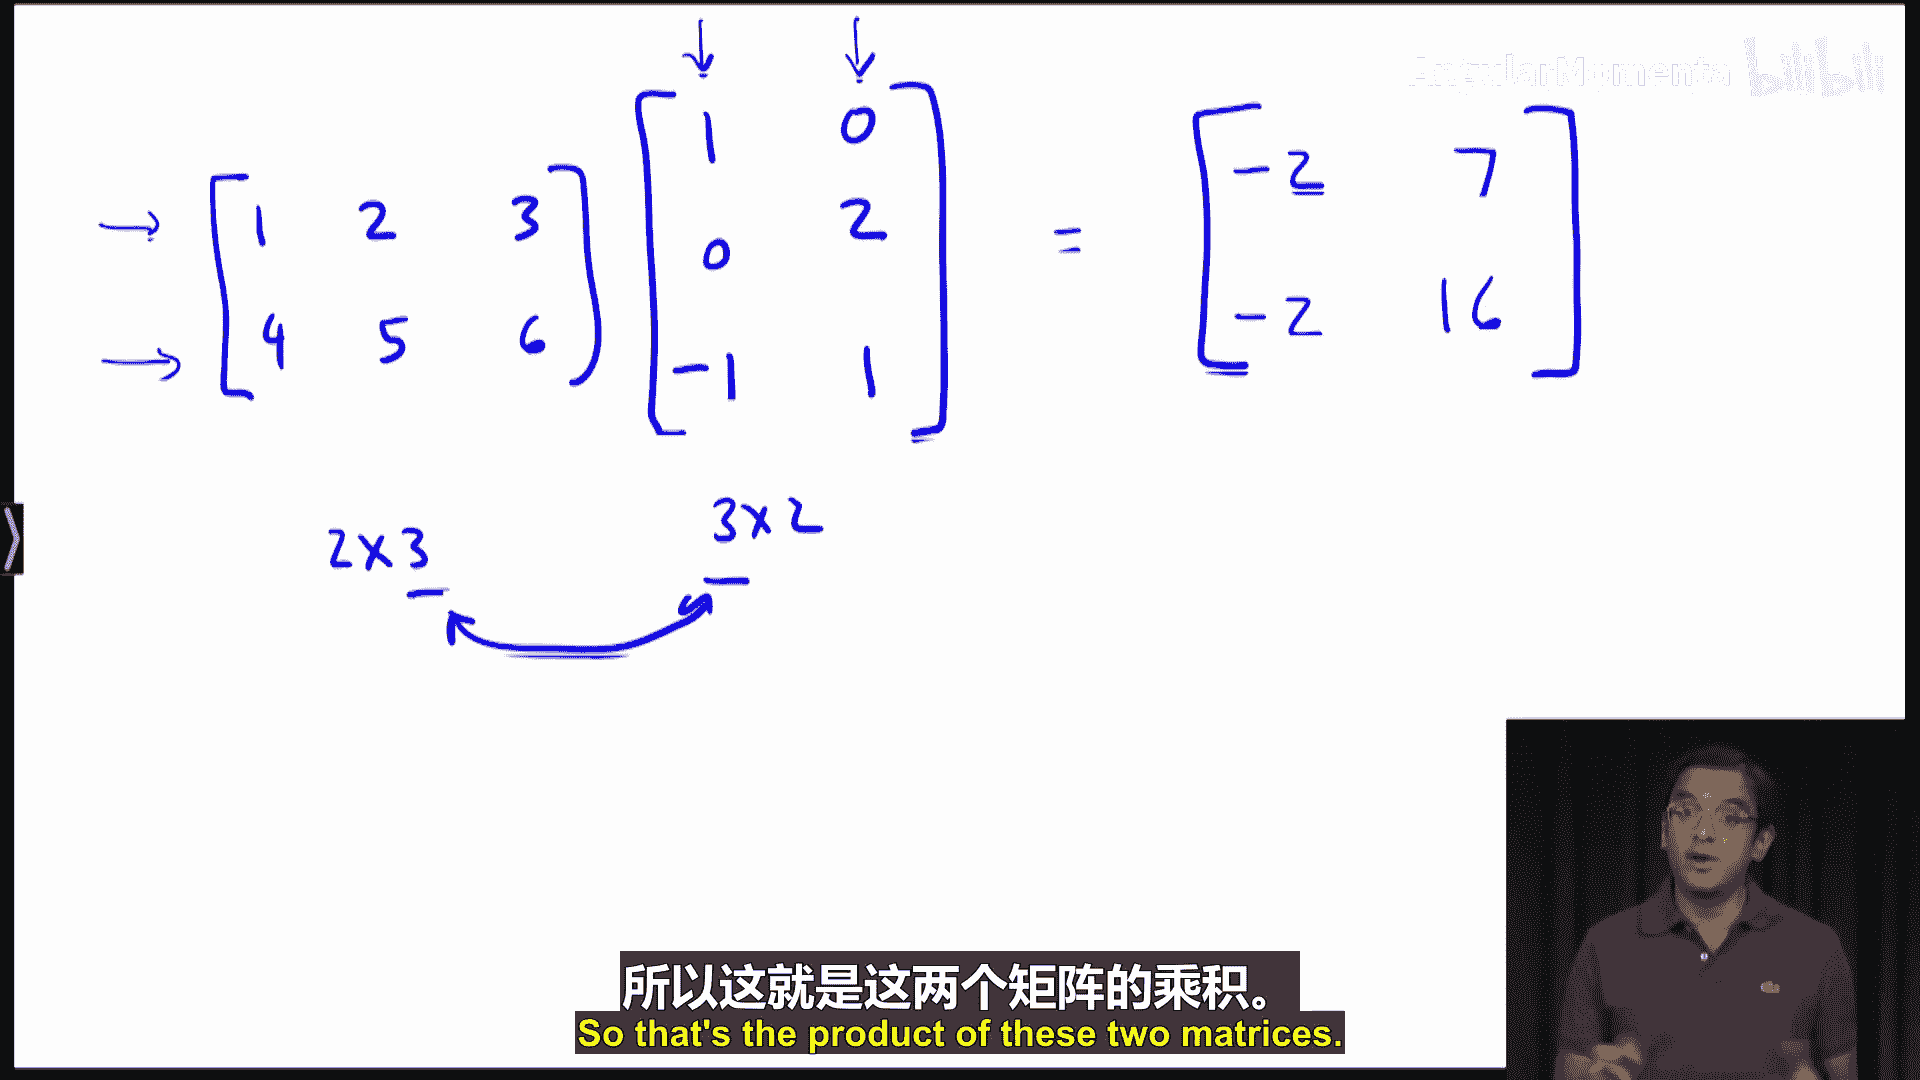 AngularMomenta bilibili
[1 2 3] [1 0] = [-2 7]
[4 5 6] [0 2] [-2 16]
[-1 1]
2x3 3x2
所以这就是这两个矩阵的乘积。
So that's the product of these two matrices.